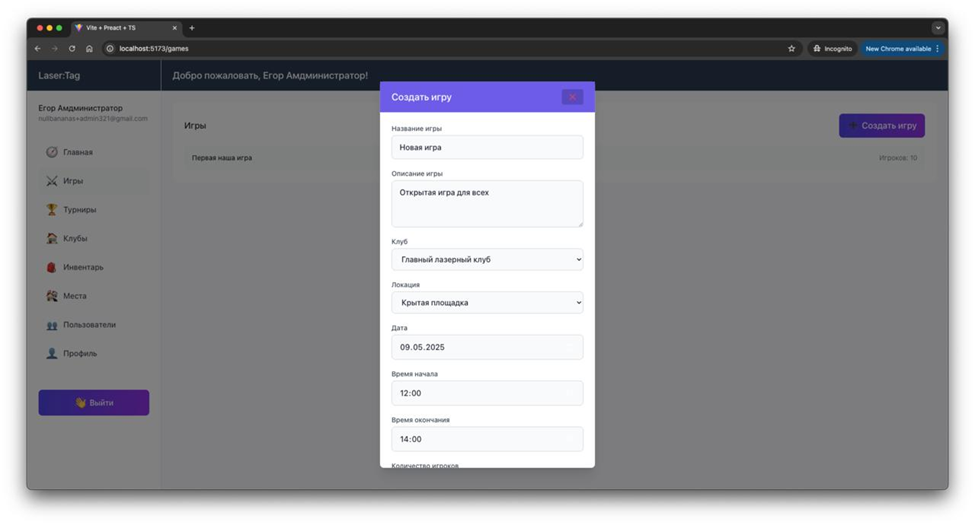 Vite + Preact + TS
localhost:5173/games
Incognito
New Chrome available
Laser:Tag
Добро пожаловать, Егор Амдминистратор!
Егор Амдминистратор
nullbananas+admin321@gmail.com
Главная
Игры
Турниры
Клубы
Инвентарь
Места
Пользователи
Профиль
Выйти
Игры
Создать игру
Первая наша игра
Игроков: 10
Создать игру
Название игры
Новая игра
Описание игры
Открытая игра для всех
Клуб
Главный лазерный клуб
Локация
Крытая площадка
Дата
09.05.2025
Время начала
12:00
Время окончания
14:00
Количество игроков